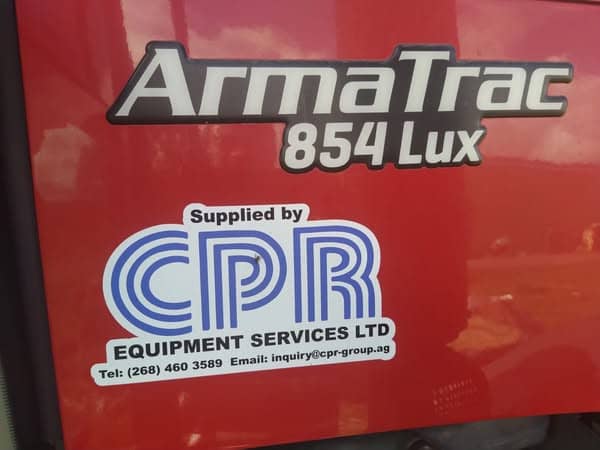 ArmaTrac
854 Lux
Supplied by
CPR
EQUIPMENT SERVICES LTD
Tel: (268) 460 3589 Email: inquiry@cpr-group.ag